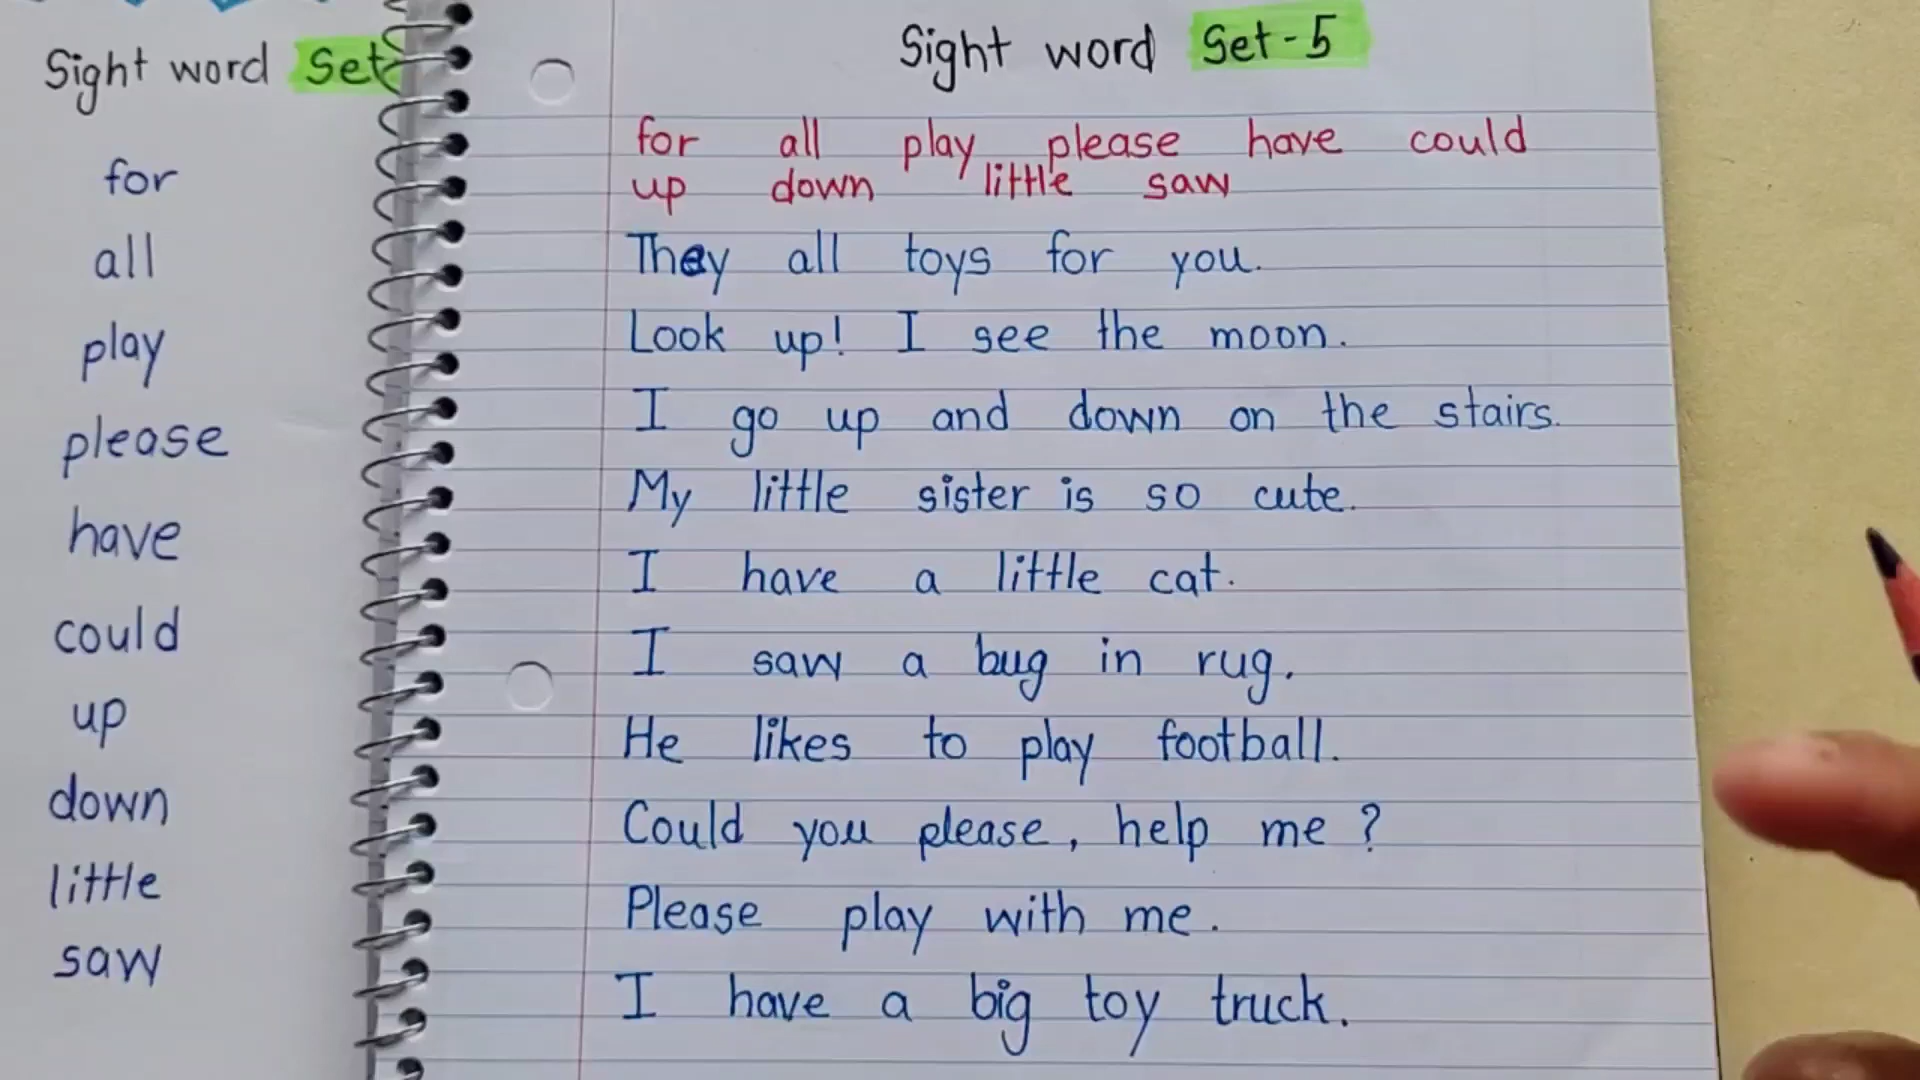 Sight word Set
for
all
play
please
have
could
up
down
little
saw
Sight word Set-5
for all play please have could
up down little saw
They all toys for you.
Look up! I see the moon.
I go up and down on the stairs.
My little sister is so cute.
I have a little cat.
I saw a bug in rug.
He likes to play football.
Could you please, help me ?
Please play with me.
I have a big toy truck.